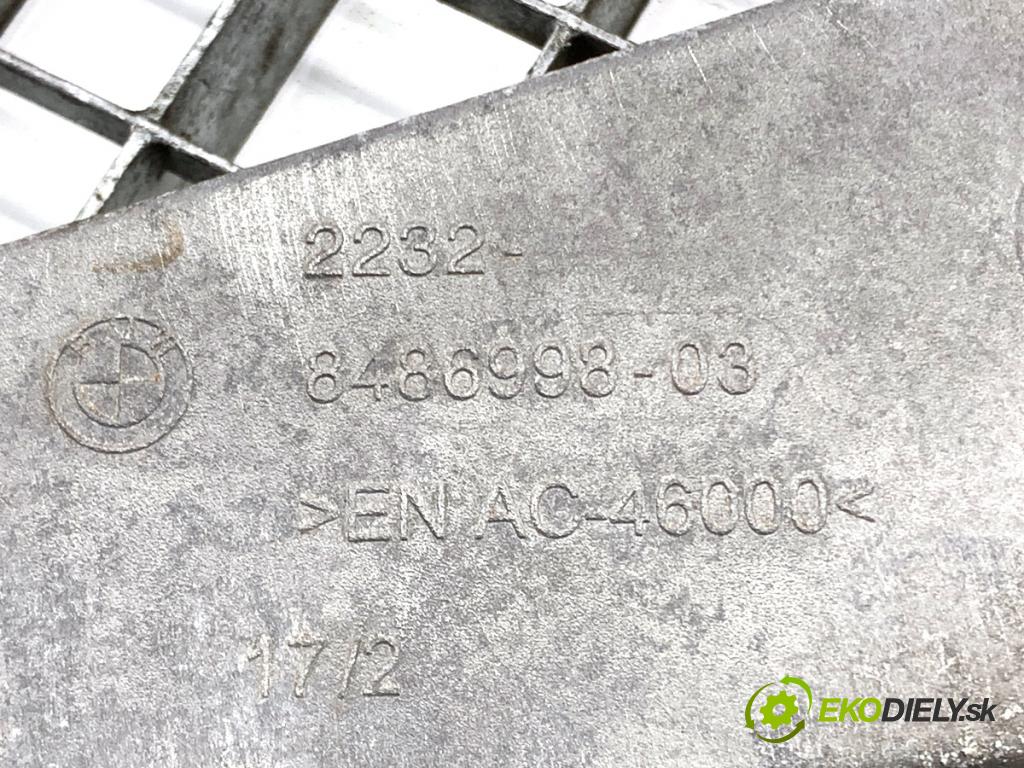 2232-
8486998-03
>EN AC-46000<
17/2
EKODIELY.sk